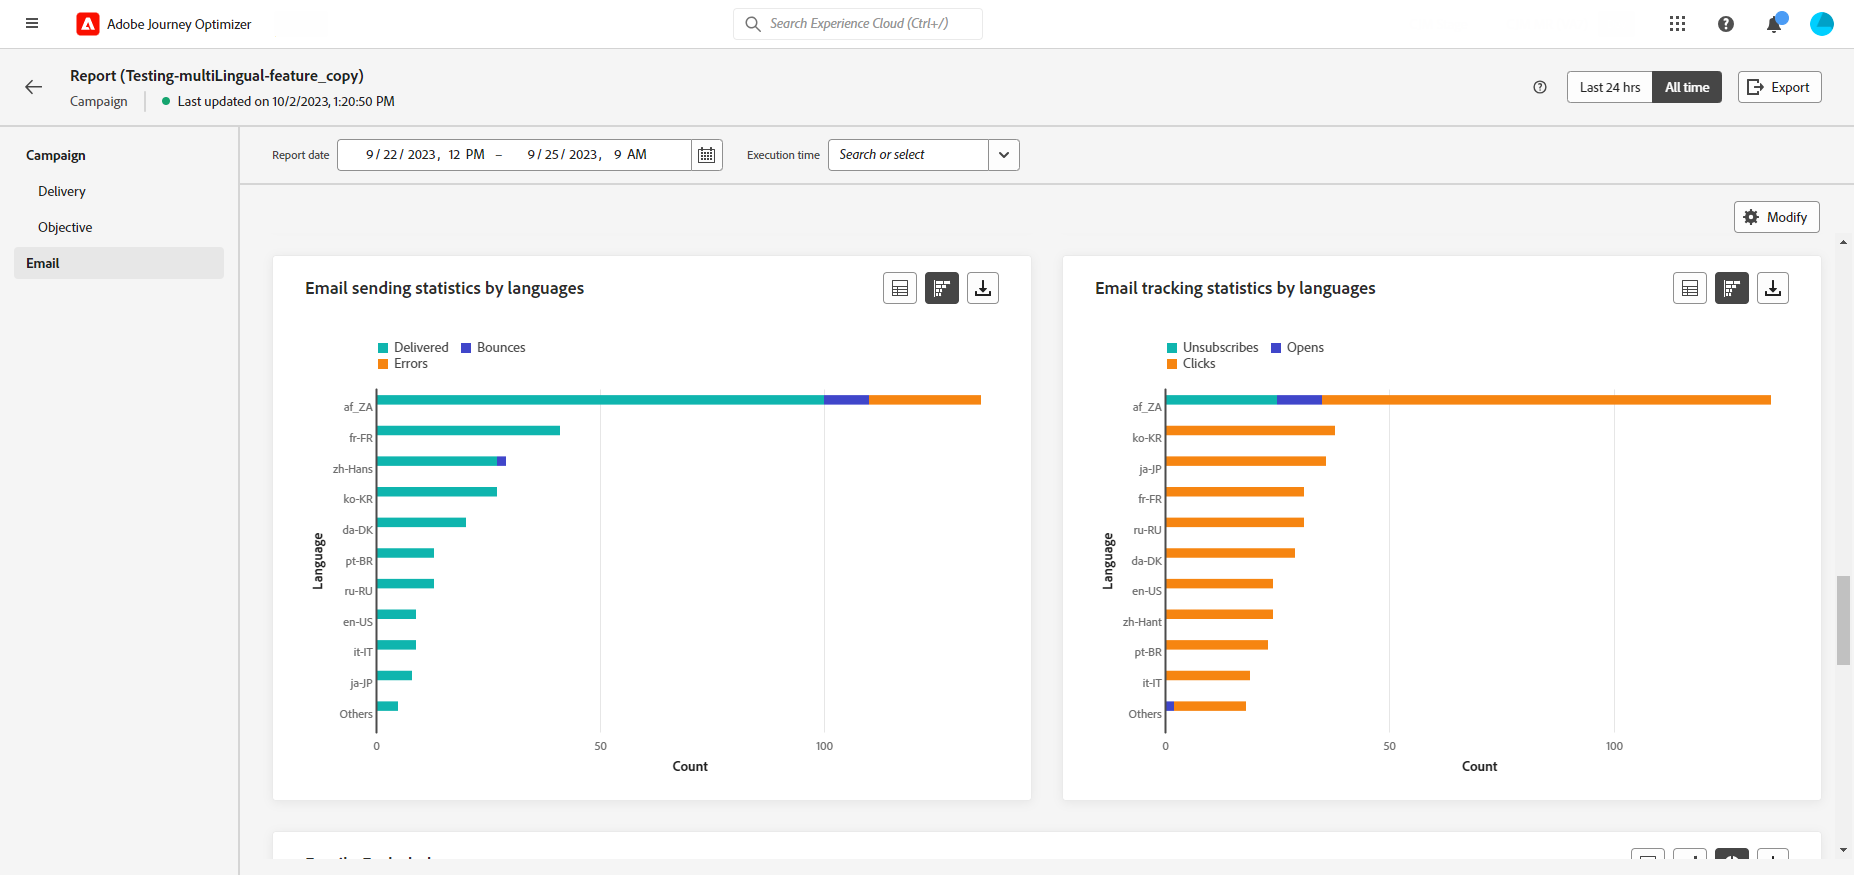 Adobe Journey Optimizer
Search Experience Cloud (Ctrl+/)
Report (Testing-multiLingual-feature_copy)
Campaign
Last updated on 10/2/2023, 1:20:50 PM
Last 24 hrs
All time
Export
Campaign
Delivery
Objective
Email
Report date
9/22/2023, 12 PM – 9/25/2023, 9 AM
Execution time
Search or select
Modify
Email sending statistics by languages
Delivered Bounces
Errors
Language
af_ZA
fr-FR
zh-Hans
ko-KR
da-DK
pt-BR
ru-RU
en-US
it-IT
ja-JP
Others
0 50 100
Count
Email tracking statistics by languages
Unsubscribes Opens
Clicks
Language
af_ZA
ko-KR
ja-JP
fr-FR
ru-RU
da-DK
en-US
zh-Hant
pt-BR
it-IT
Others
0 50 100
Count